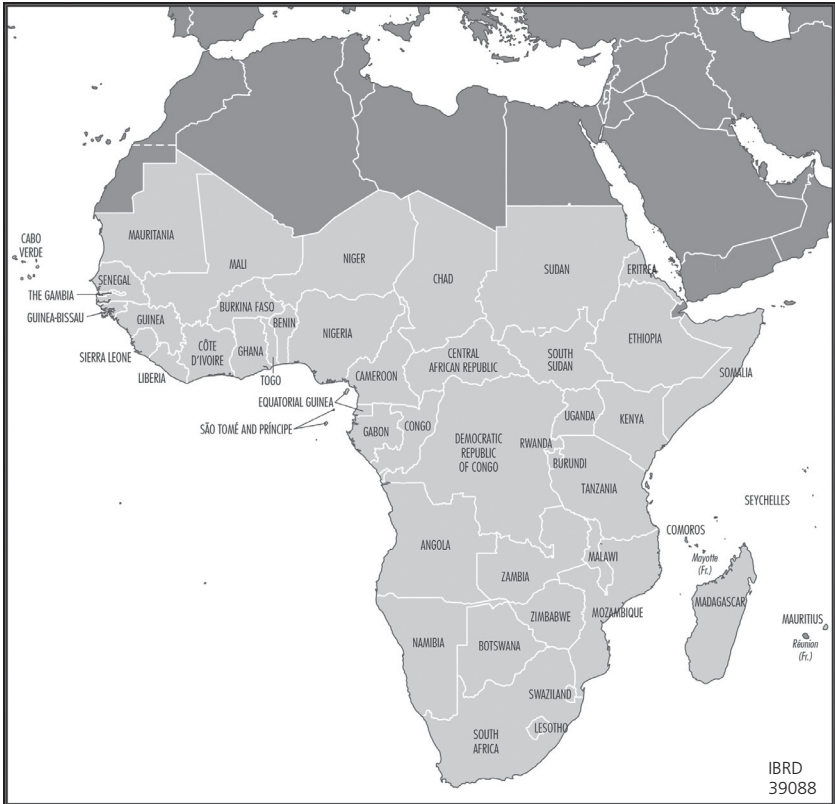 CABO
VERDE
MAURITANIA
MALI
NIGER
CHAD
SUDAN
ERITREA
SENEGAL
THE GAMBIA
GUINEA-BISSAU
GUINEA
BURKINA FASO
BENIN
NIGERIA
SIERRA LEONE
LIBERIA
CÔTE
D'IVOIRE
GHANA
TOGO
CAMEROON
CENTRAL
AFRICAN REPUBLIC
SOUTH
SUDAN
ETHIOPIA
SOMALIA
EQUATORIAL GUINEA
SÃO TOMÉ AND PRÍNCIPE
GABON
CONGO
DEMOCRATIC
REPUBLIC
OF CONGO
UGANDA
KENYA
RWANDA
BURUNDI
TANZANIA
SEYCHELLES
COMOROS
Mayotte
(Fr.)
ANGOLA
ZAMBIA
MALAWI
MOZAMBIQUE
MADAGASCAR
MAURITIUS
Réunion
(Fr.)
ZIMBABWE
NAMIBIA
BOTSWANA
SWAZILAND
LESOTHO
SOUTH
AFRICA
IBRD
39088